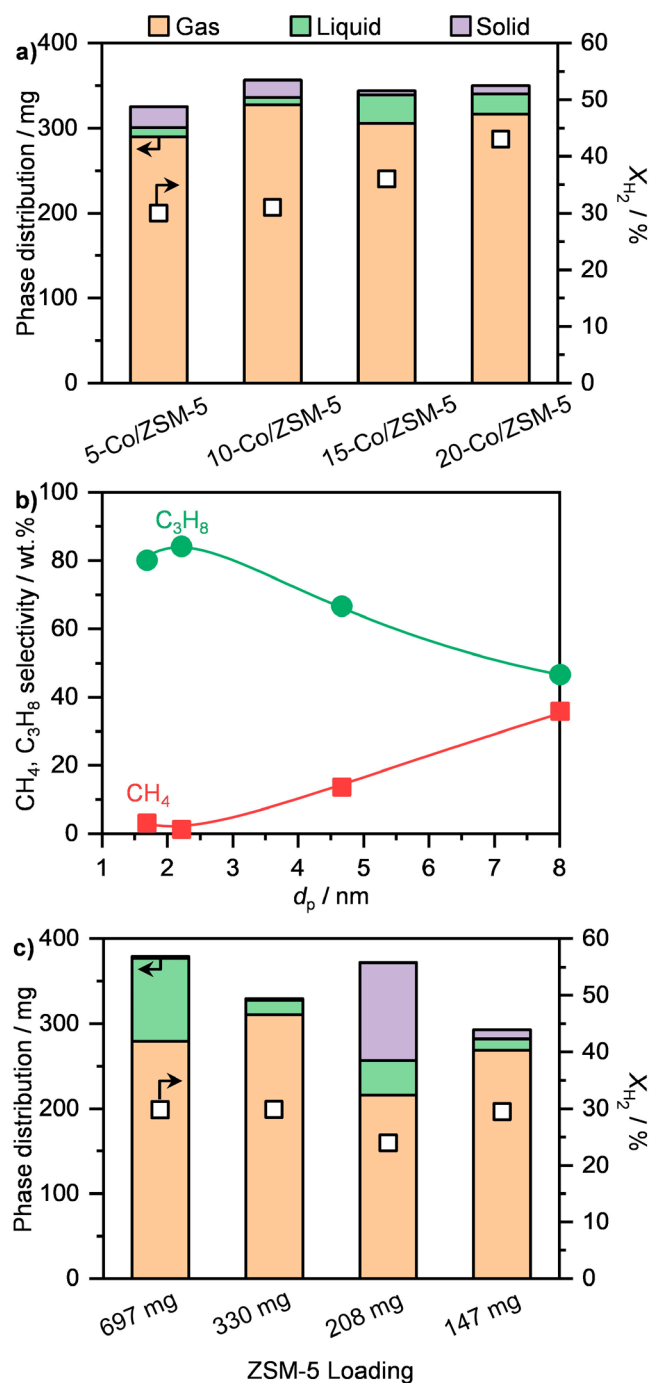 Gas Liquid Solid
a)
400
300
200
100
0
60
50
40
30
20
10
0
Phase distribution / mg
X_H₂ / %
5-Co/ZSM-5
10-Co/ZSM-5
15-Co/ZSM-5
20-Co/ZSM-5
b)
100
80
60
40
20
0
CH₄, C₃H₈ selectivity / wt.%
C₃H₈
CH₄
1 2 3 4 5 6 7 8
dₚ / nm
c)
400
300
200
100
0
60
50
40
30
20
10
0
Phase distribution / mg
X_H₂ / %
697 mg
330 mg
208 mg
147 mg
ZSM-5 Loading